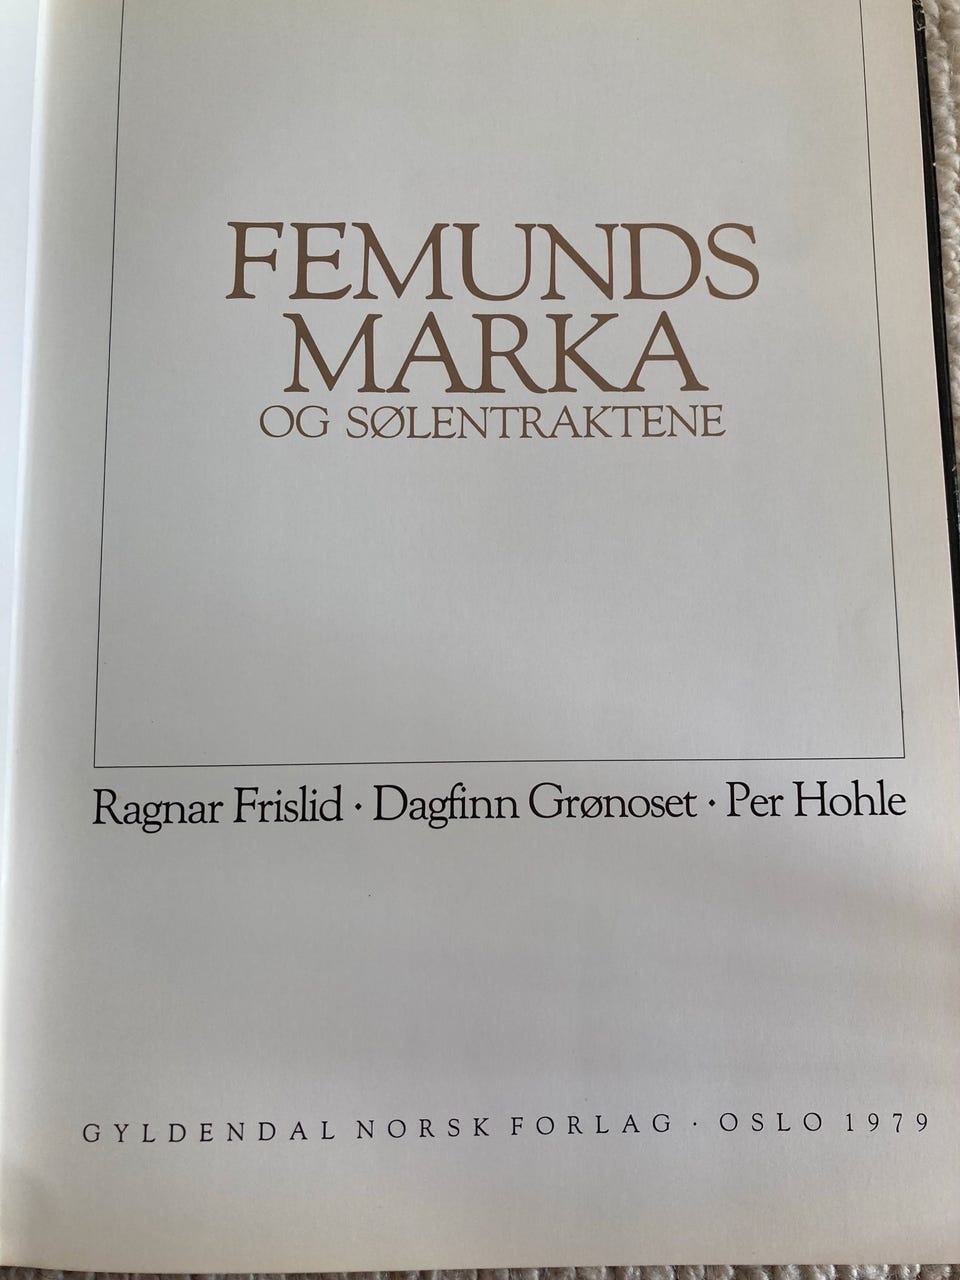 FEMUNDS
MARKA
OG SØLENTRAKTENE
Ragnar Frislid · Dagfinn Grønoset · Per Hohle
GYLDENDAL NORSK FORLAG · OSLO 1979